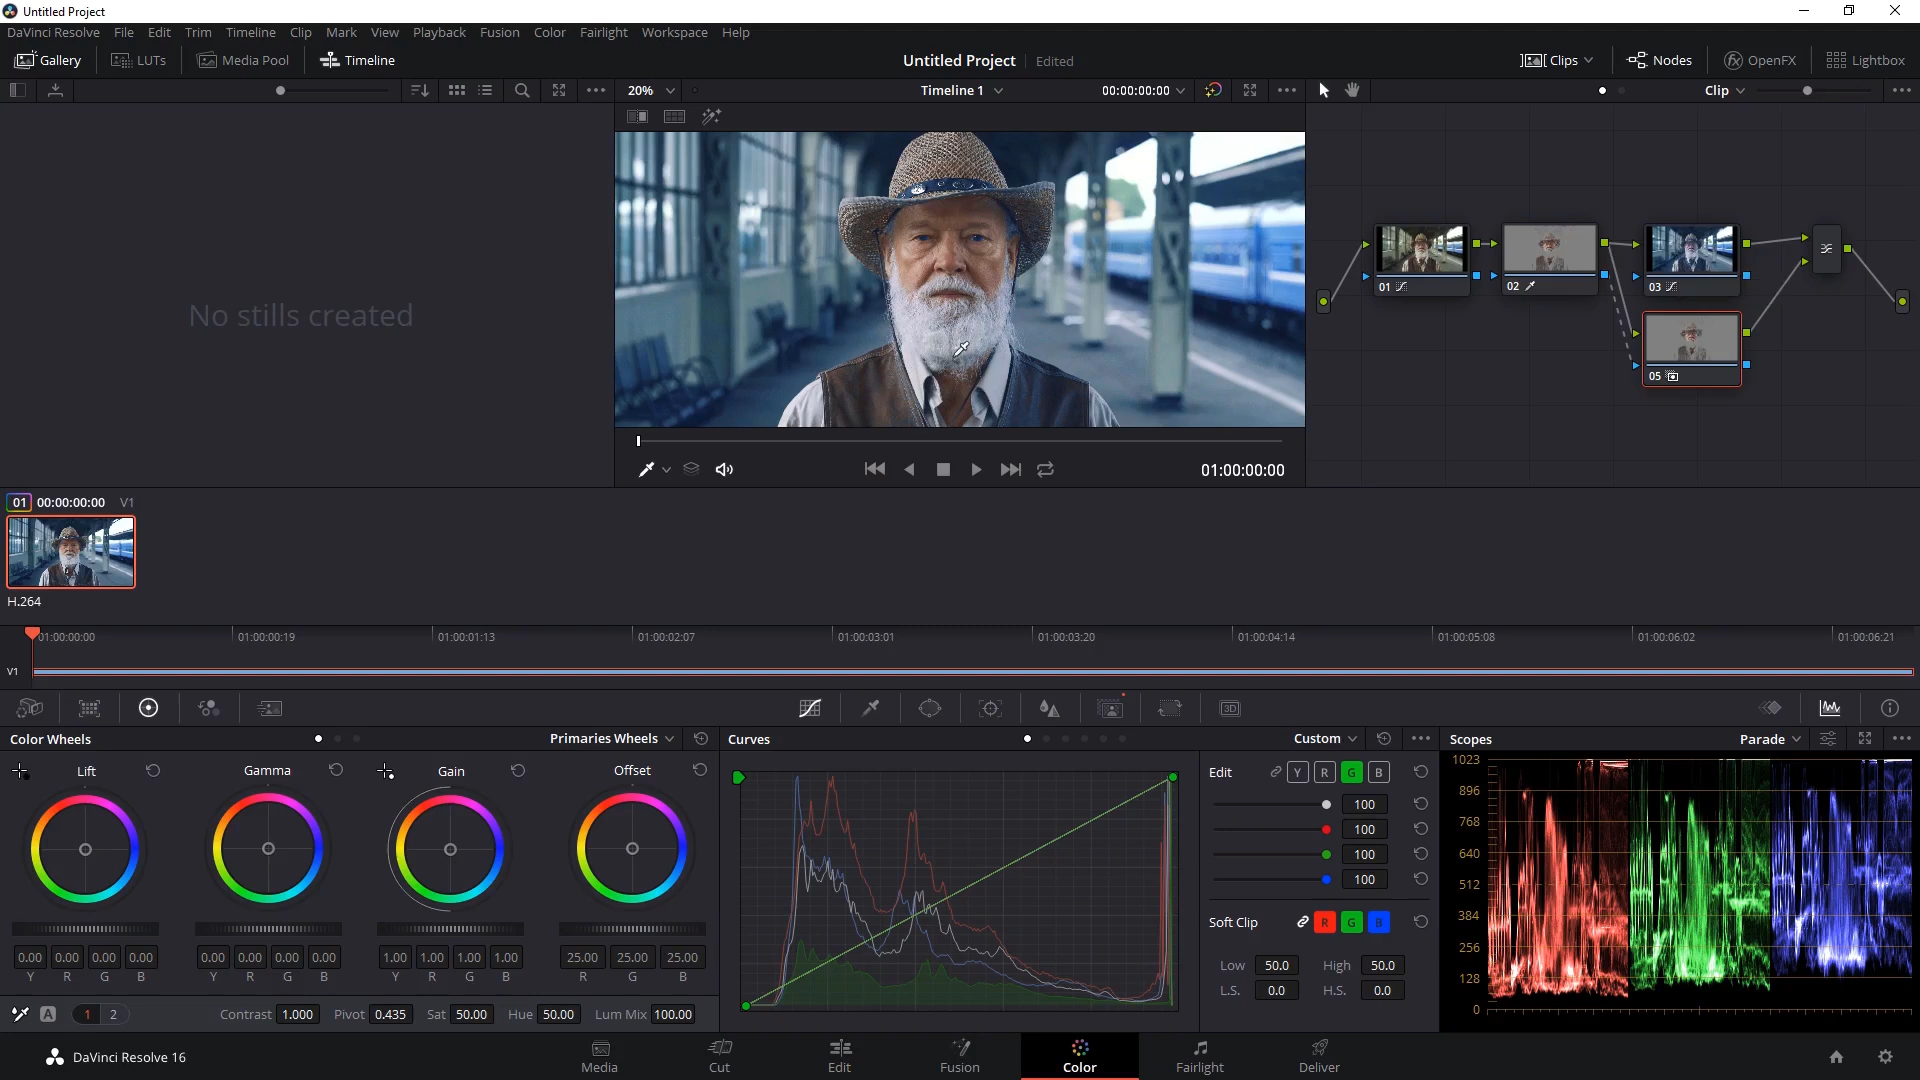 Untitled Project
DaVinci Resolve File Edit Trim Timeline Clip Mark View Playback Fusion Color Fairlight Workspace Help
Gallery LUTs Media Pool Timeline Untitled Project Edited Clips Nodes OpenFX Lightbox
20% Timeline 1 00:00:00:00 Clip
No stills created
01 02 03
05
01:00:00:00
01 00:00:00:00 V1
H.264
01:00:00:00 01:00:00:19 01:00:01:13 01:00:02:07 01:00:03:01 01:00:03:20 01:00:04:14 01:00:05:08 01:00:06:02 01:00:06:21
V1
3D
Color Wheels Primaries Wheels Curves Custom Scopes Parade
Lift Gamma Gain Offset
Edit Y R G B
100
100
100
100
Soft Clip R G B
Low 50.0 High 50.0
L.S. 0.0 H.S. 0.0
1023
896
768
640
512
384
256
128
0
0.00 0.00 0.00 0.00 0.00 0.00 0.00 0.00 1.00 1.00 1.00 1.00 25.00 25.00 25.00
Y R G B Y R G B Y R G B R G B
A 1 2 Contrast 1.000 Pivot 0.435 Sat 50.00 Hue 50.00 Lum Mix 100.00
DaVinci Resolve 16 Media Cut Edit Fusion Color Fairlight Deliver